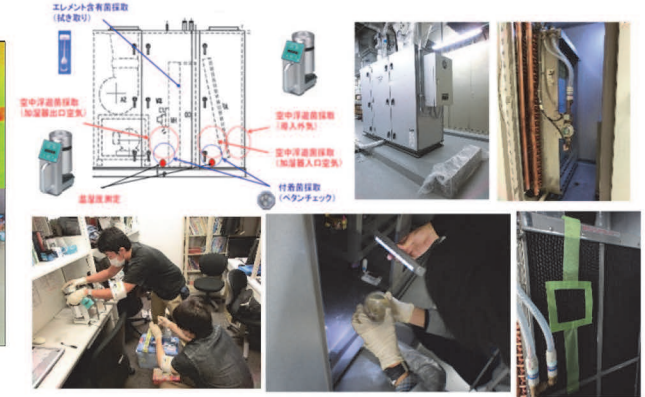 エレメント含有菌採取
(拭き取り)
空中浮遊菌採取
(加湿器出口空気)
空中浮遊菌採取
(導入外気)
空中浮遊菌採取
(加湿器入口空気)
温湿度測定
付着菌採取
(ペタンチェック)